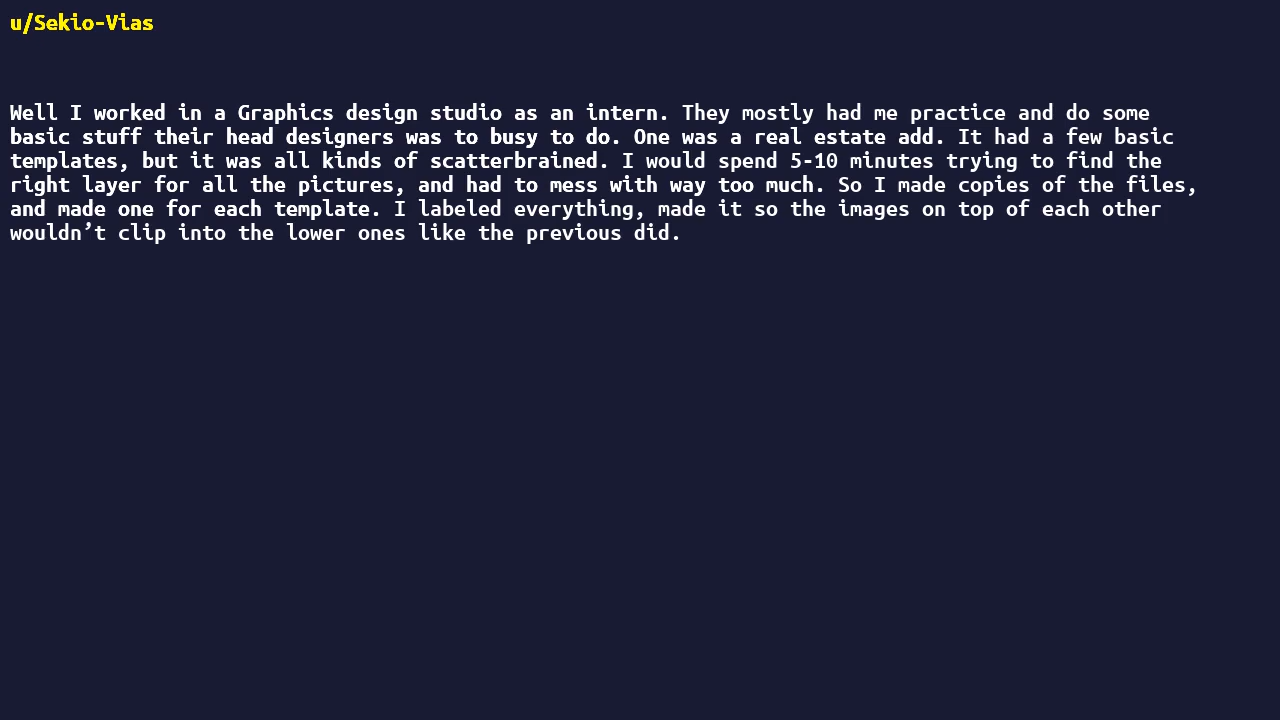 u/Sekio-Vias
Well I worked in a Graphics design studio as an intern. They mostly had me practice and do some
basic stuff their head designers was to busy to do. One was a real estate add. It had a few basic
templates, but it was all kinds of scatterbrained. I would spend 5-10 minutes trying to find the
right layer for all the pictures, and had to mess with way too much. So I made copies of the files,
and made one for each template. I labeled everything, made it so the images on top of each other
wouldn’t clip into the lower ones like the previous did.